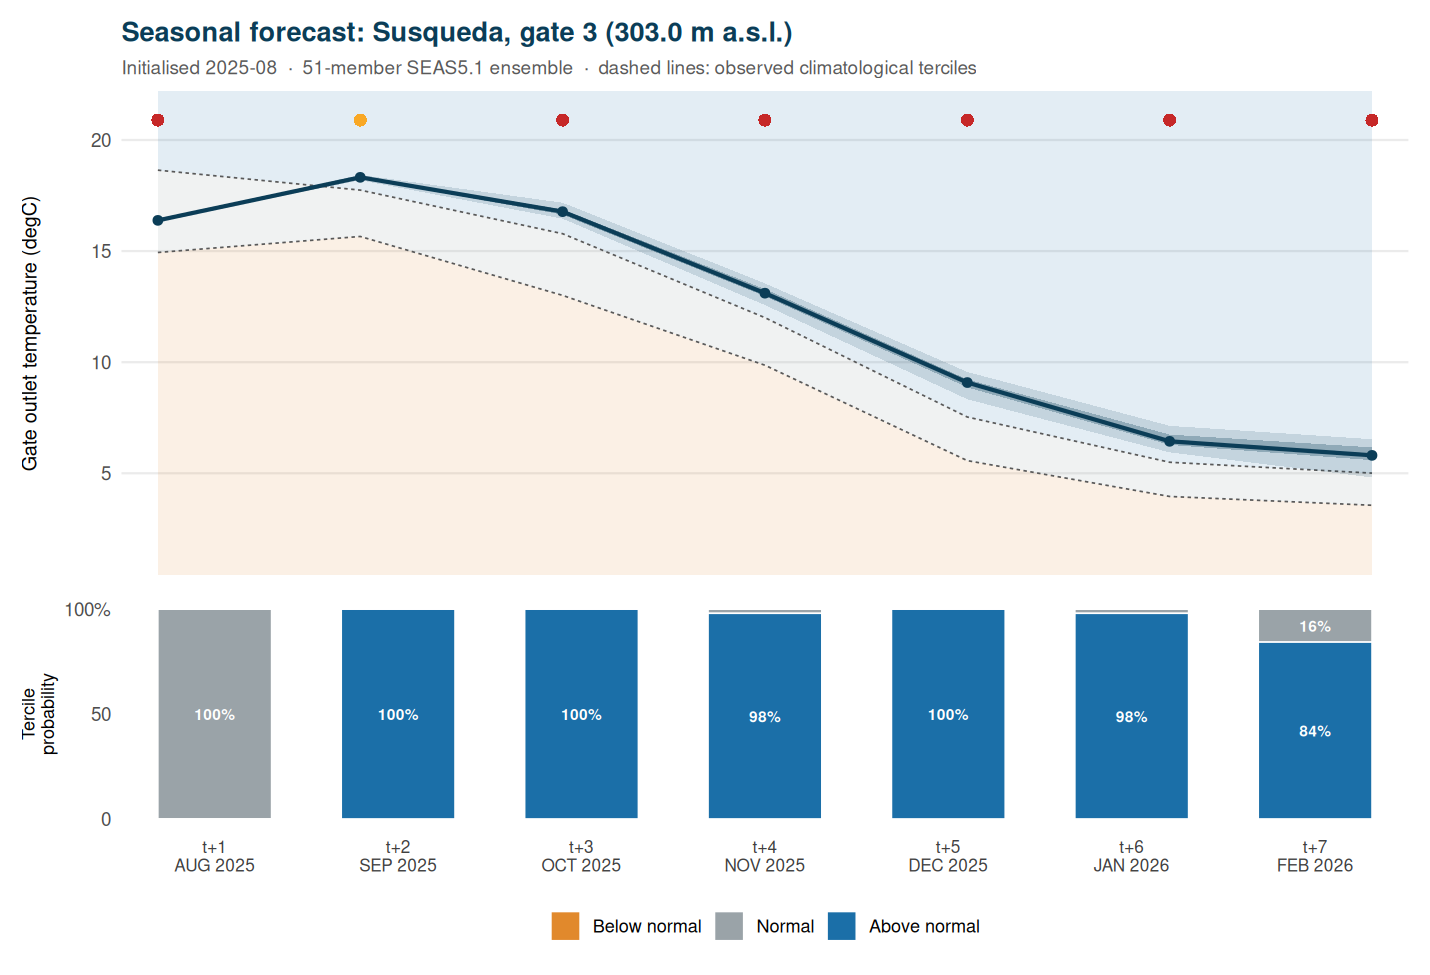 Seasonal forecast: Susqueda, gate 3 (303.0 m a.s.l.)
Initialised 2025-08 · 51-member SEAS5.1 ensemble · dashed lines: observed climatological terciles
Gate outlet temperature (degC)
20
15
10
5
Tercile
probability
100%
50
0
100%
100%
100%
98%
100%
98%
16%
84%
t+1
AUG 2025
t+2
SEP 2025
t+3
OCT 2025
t+4
NOV 2025
t+5
DEC 2025
t+6
JAN 2026
t+7
FEB 2026
Below normal
Normal
Above normal